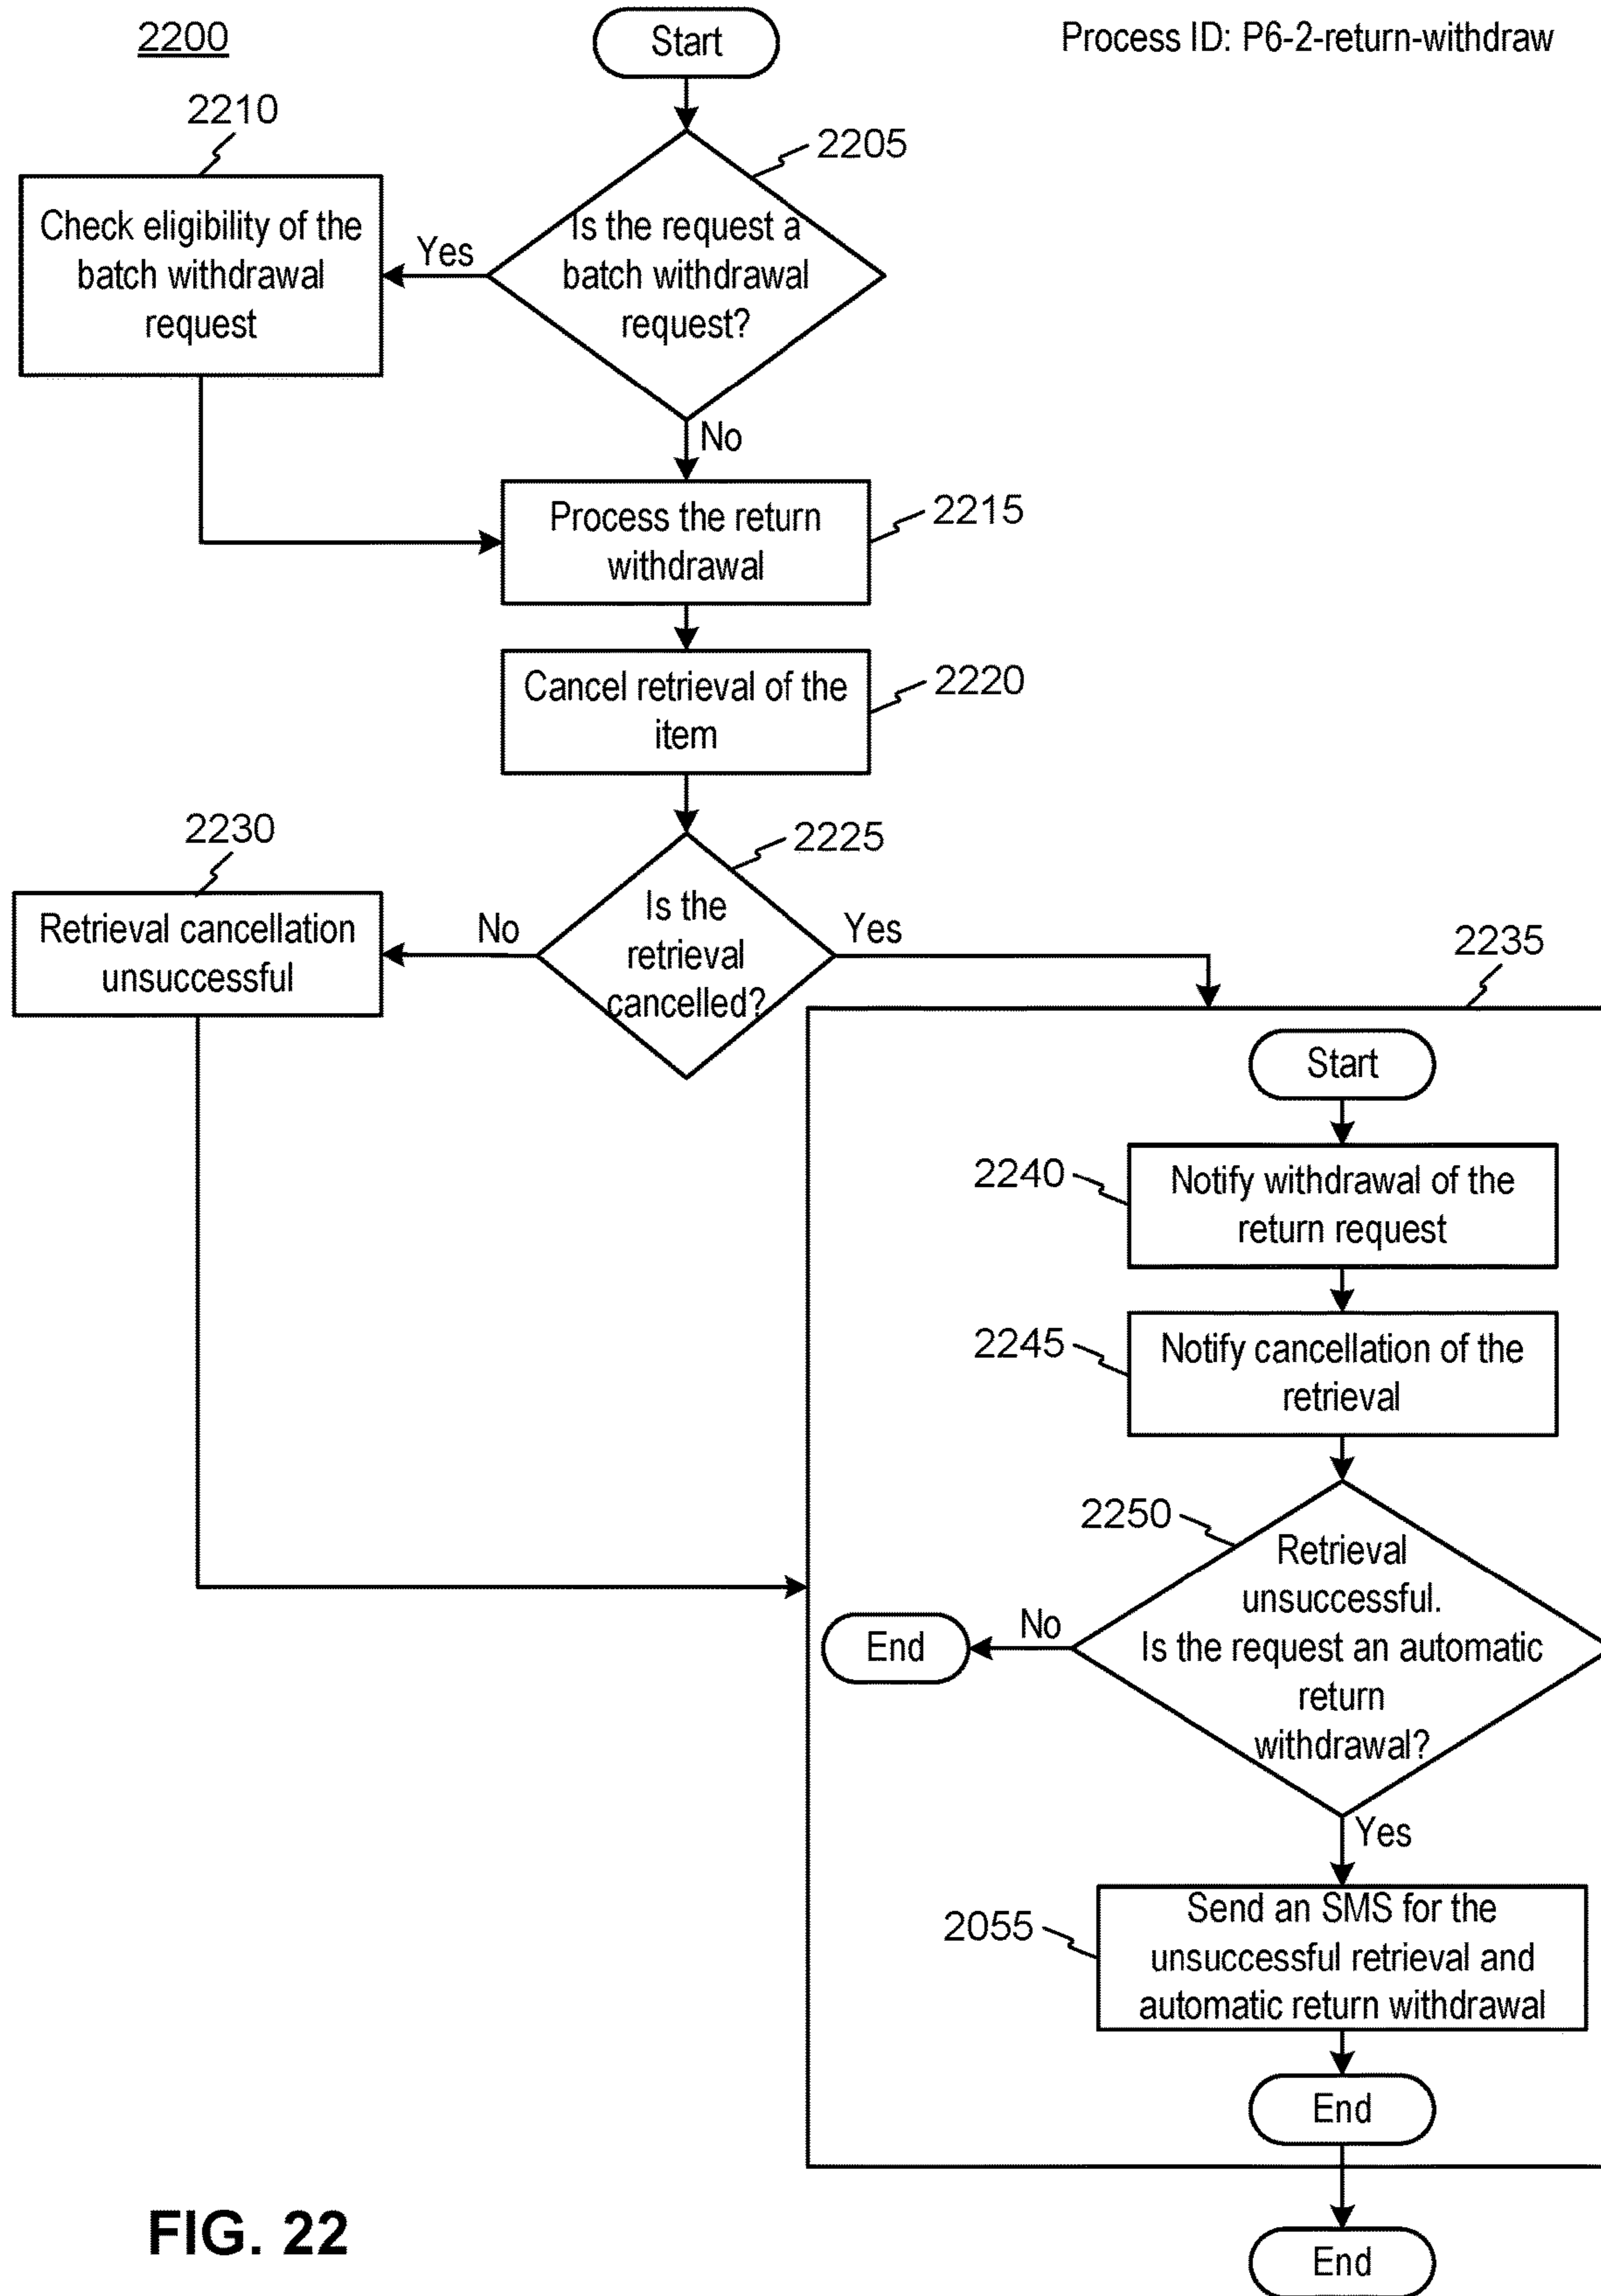 2200
Start
Process ID: P6-2-return-withdraw
2210
2205
Check eligibility of the
batch withdrawal
request
Yes
Is the request a
batch withdrawal
request?
No
Process the return
withdrawal
2215
Cancel retrieval of the
item
2220
2230
2225
Retrieval cancellation
unsuccessful
No
Is the
retrieval
cancelled?
Yes
2235
Start
2240
Notify withdrawal of the
return request
2245
Notify cancellation of the
retrieval
2250
Retrieval
unsuccessful.
Is the request an automatic
return
withdrawal?
No
End
Yes
2055
Send an SMS for the
unsuccessful retrieval and
automatic return withdrawal
End
End
FIG. 22